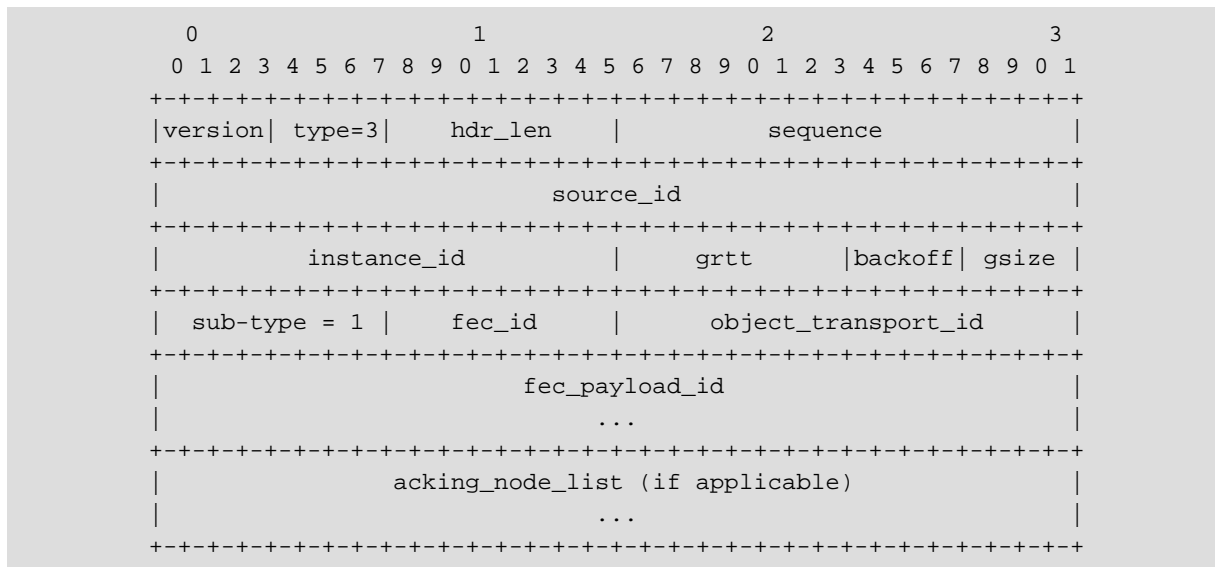 0                   1                   2                   3
0 1 2 3 4 5 6 7 8 9 0 1 2 3 4 5 6 7 8 9 0 1 2 3 4 5 6 7 8 9 0 1
+-+-+-+-+-+-+-+-+-+-+-+-+-+-+-+-+-+-+-+-+-+-+-+-+-+-+-+-+-+-+-+-+
|version| type=3|    hdr_len    |          sequence             |
+-+-+-+-+-+-+-+-+-+-+-+-+-+-+-+-+-+-+-+-+-+-+-+-+-+-+-+-+-+-+-+-+
|                           source_id                           |
+-+-+-+-+-+-+-+-+-+-+-+-+-+-+-+-+-+-+-+-+-+-+-+-+-+-+-+-+-+-+-+-+
|          instance_id          |     grtt      |backoff| gsize |
+-+-+-+-+-+-+-+-+-+-+-+-+-+-+-+-+-+-+-+-+-+-+-+-+-+-+-+-+-+-+-+-+
|  sub-type = 1 |    fec_id     |      object_transport_id      |
+-+-+-+-+-+-+-+-+-+-+-+-+-+-+-+-+-+-+-+-+-+-+-+-+-+-+-+-+-+-+-+-+
|                         fec_payload_id                        |
|                              ...                              |
+-+-+-+-+-+-+-+-+-+-+-+-+-+-+-+-+-+-+-+-+-+-+-+-+-+-+-+-+-+-+-+-+
|                acking_node_list (if applicable)               |
|                              ...                              |
+-+-+-+-+-+-+-+-+-+-+-+-+-+-+-+-+-+-+-+-+-+-+-+-+-+-+-+-+-+-+-+-+